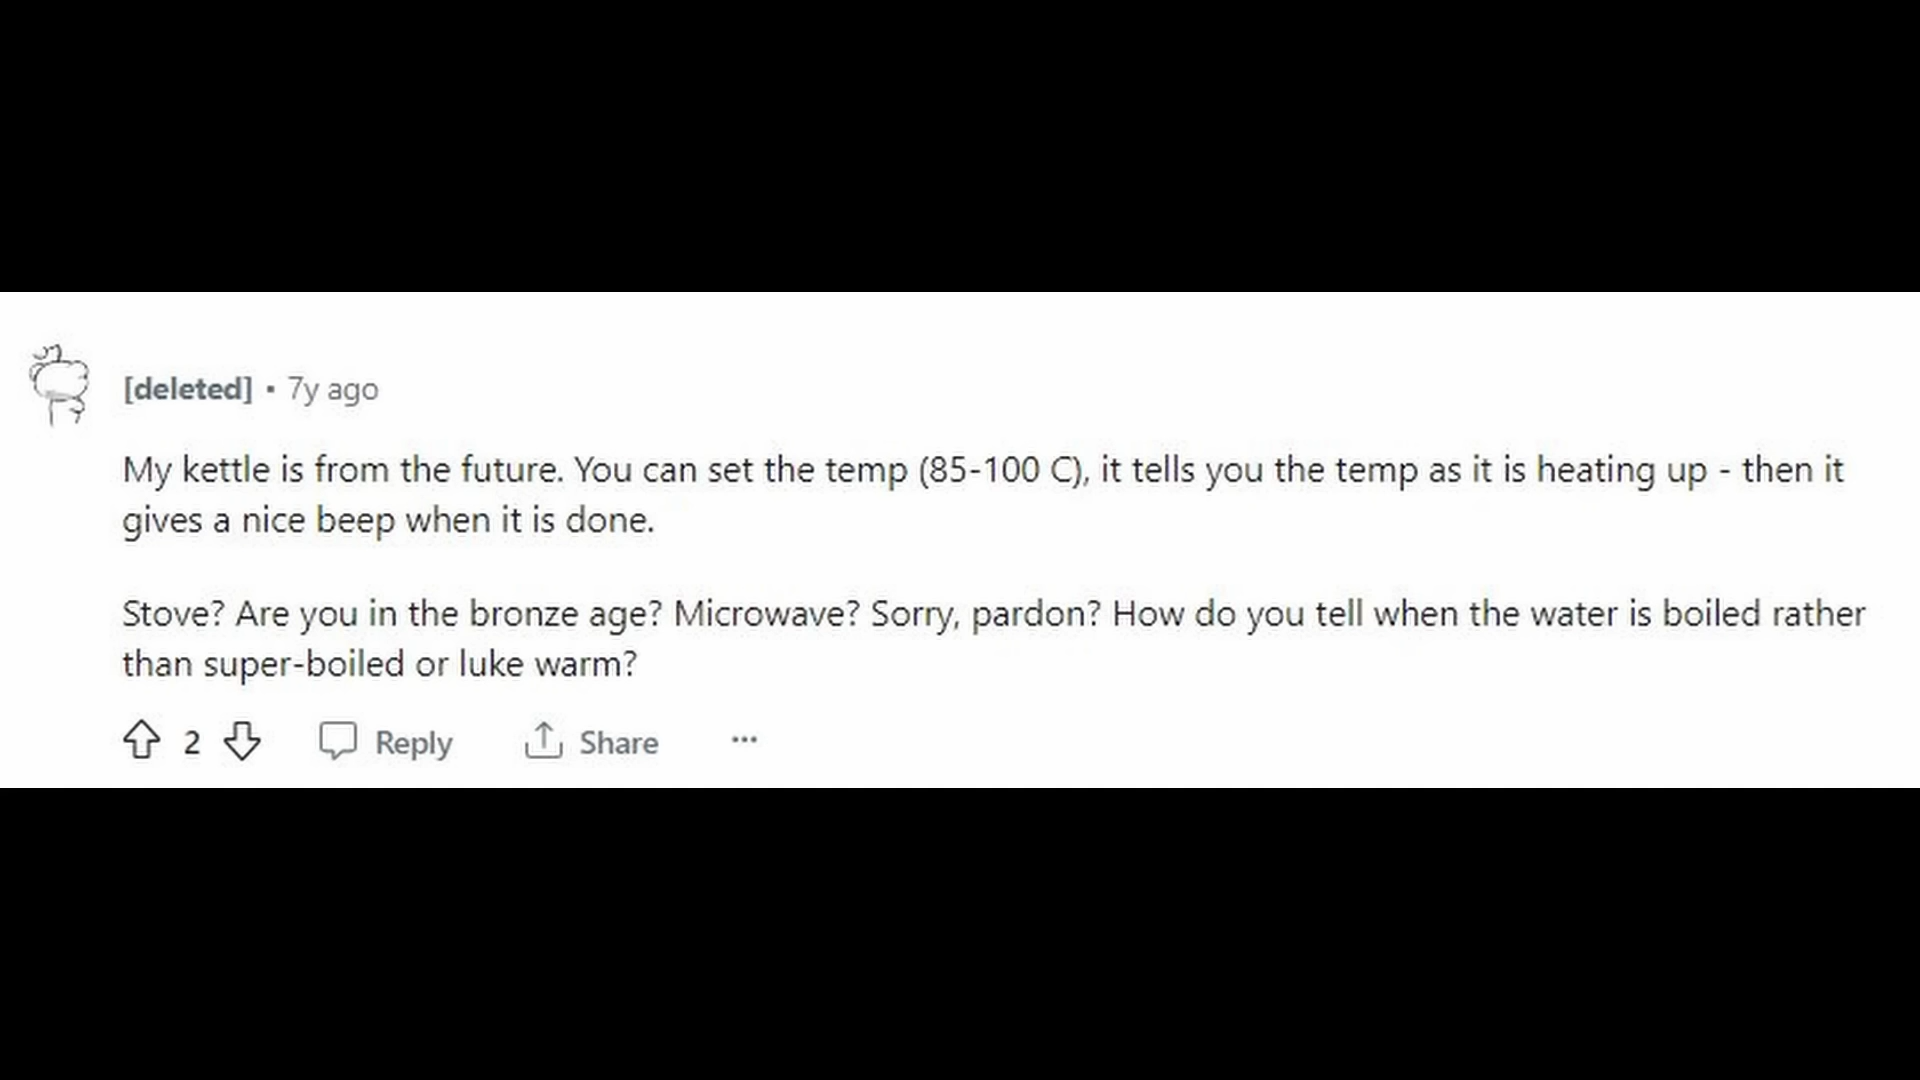 [deleted] • 7y ago
My kettle is from the future. You can set the temp (85-100 C), it tells you the temp as it is heating up - then it
gives a nice beep when it is done.
Stove? Are you in the bronze age? Microwave? Sorry, pardon? How do you tell when the water is boiled rather
than super-boiled or luke warm?
2 Reply Share ...